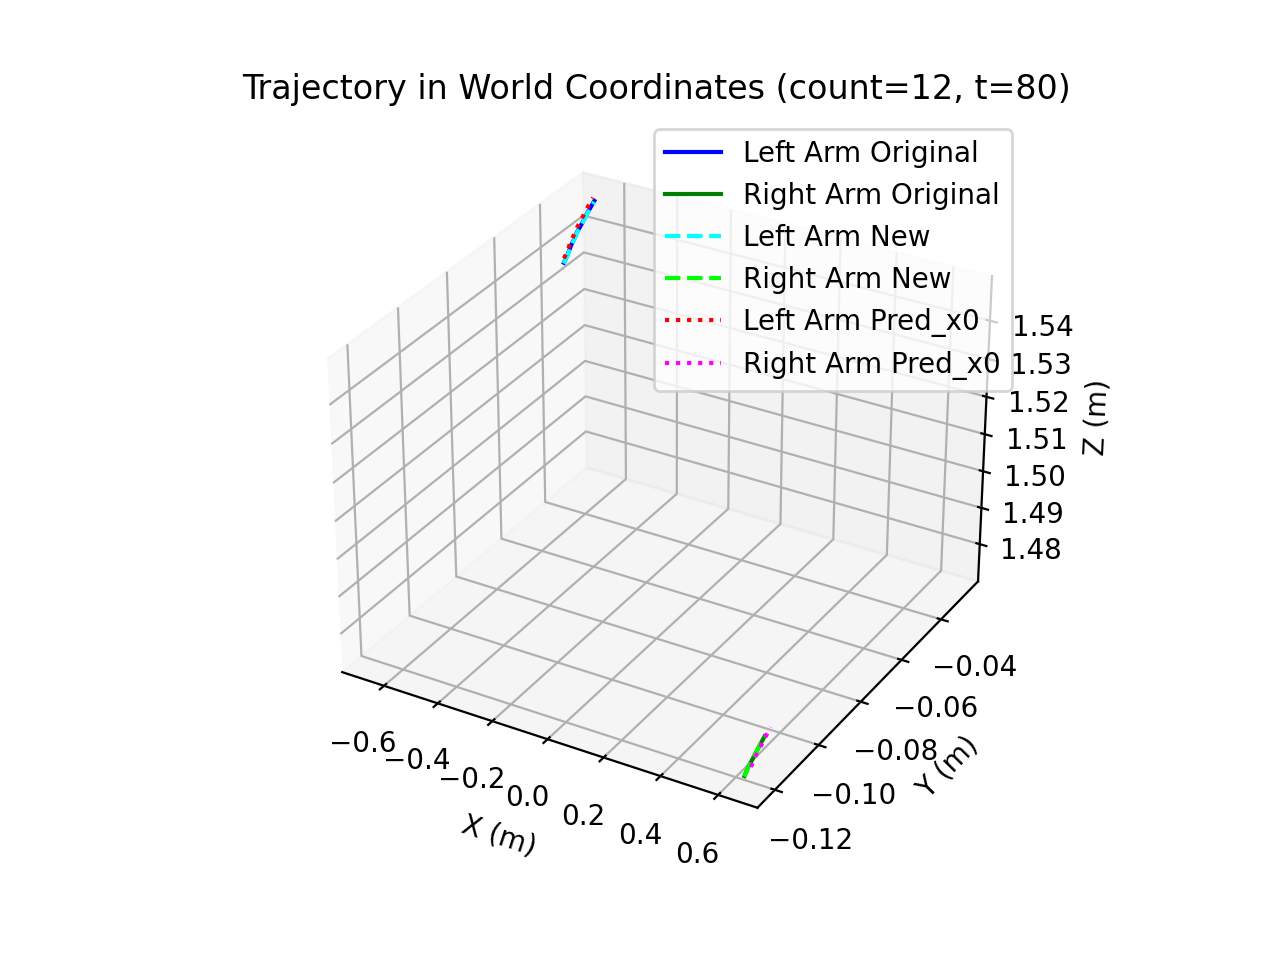 Trajectory in World Coordinates (count=12, t=80)
Left Arm Original
Right Arm Original
Left Arm New
Right Arm New
Left Arm Pred_x0
Right Arm Pred_x0
1.54
1.53
1.52
1.51
1.50
1.49
1.48
Z (m)
−0.04
−0.06
−0.08
−0.10
−0.12
Y (m)
−0.6
−0.4
−0.2
0.0
0.2
0.4
0.6
X (m)